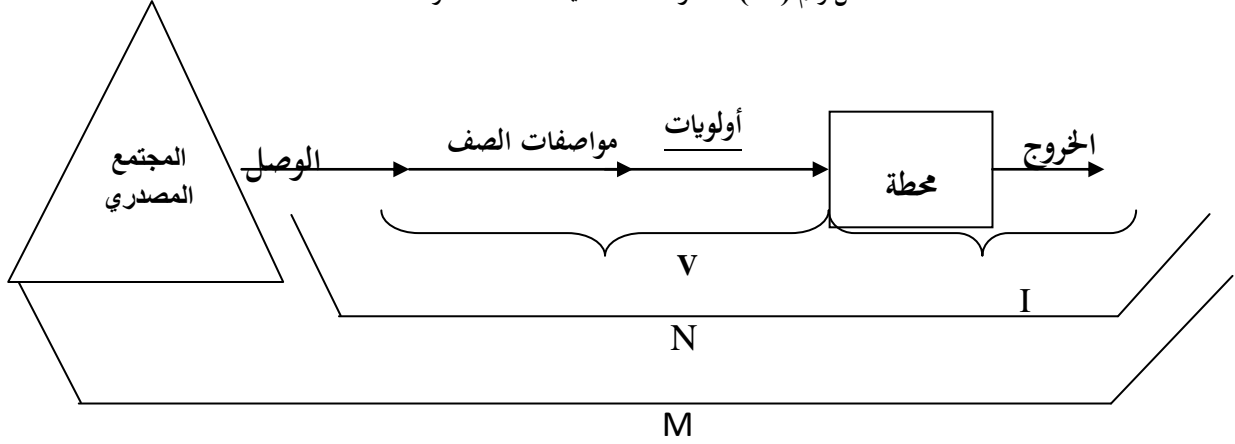 المجتمع
المصدري
الوصل
مواصفات الصف
أولويات
محطة
الخروج
V
I
N
M